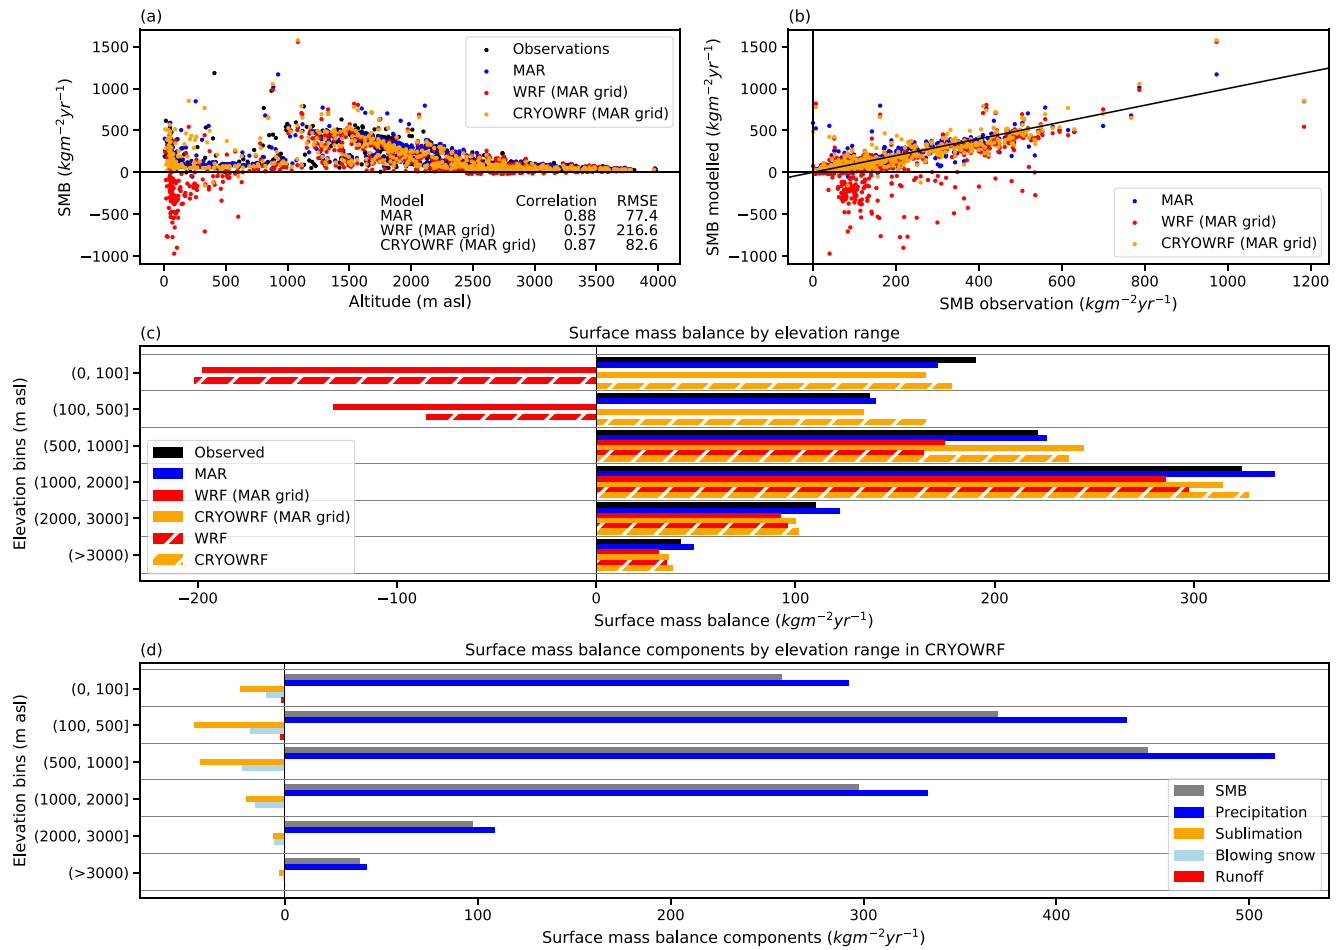 (a)
SMB (kgm⁻²yr⁻¹)
1500
1000
500
0
−500
−1000
Observations
MAR
WRF (MAR grid)
CRYOWRF (MAR grid)
Model Correlation RMSE
MAR 0.88 77.4
WRF (MAR grid) 0.57 216.6
CRYOWRF (MAR grid) 0.87 82.6
0 500 1000 1500 2000 2500 3000 3500 4000
Altitude (m asl)
(b)
SMB modelled (kgm⁻²yr⁻¹)
1500
1000
500
0
−500
−1000
MAR
WRF (MAR grid)
CRYOWRF (MAR grid)
0 200 400 600 800 1000 1200
SMB observation (kgm⁻²yr⁻¹)
(c)
Surface mass balance by elevation range
Elevation bins (m asl)
(0, 100]
(100, 500]
(500, 1000]
(1000, 2000]
(2000, 3000]
(>3000)
Observed
MAR
WRF (MAR grid)
CRYOWRF (MAR grid)
WRF
CRYOWRF
−200 −100 0 100 200 300
Surface mass balance (kgm⁻²yr⁻¹)
(d)
Surface mass balance components by elevation range in CRYOWRF
Elevation bins (m asl)
(0, 100]
(100, 500]
(500, 1000]
(1000, 2000]
(2000, 3000]
(>3000)
SMB
Precipitation
Sublimation
Blowing snow
Runoff
0 100 200 300 400 500
Surface mass balance components (kgm⁻²yr⁻¹)